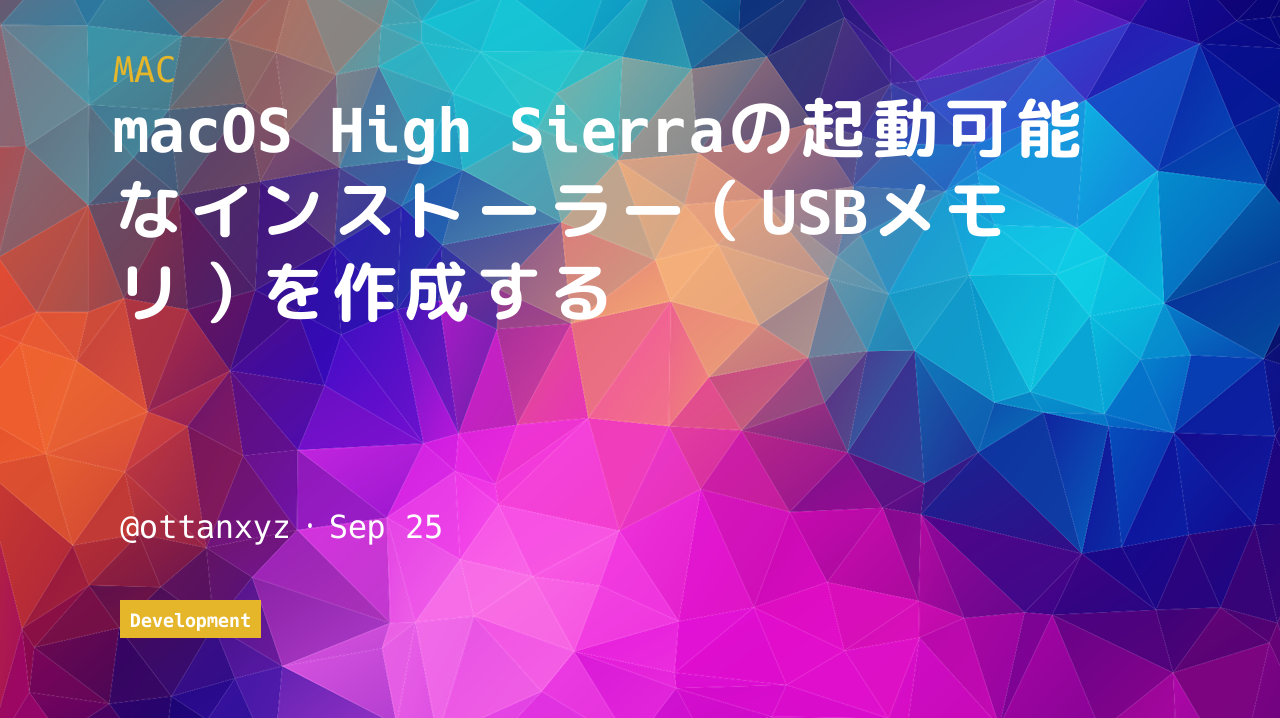 MAC
macOS High Sierraの起動可能
なインストーラー（USBメモ
リ）を作成する
@ottanxyz・Sep 25
Development